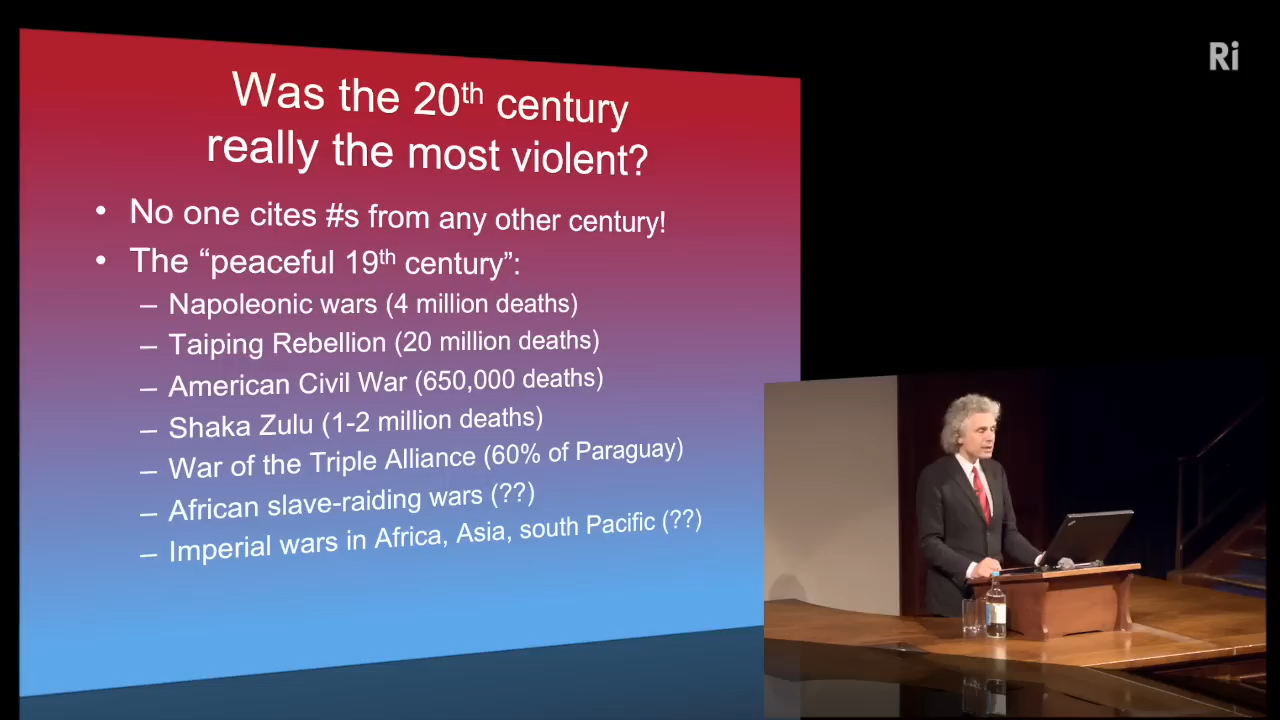 Was the 20th century
really the most violent?
• No one cites #s from any other century!
• The “peaceful 19th century”:
– Napoleonic wars (4 million deaths)
– Taiping Rebellion (20 million deaths)
– American Civil War (650,000 deaths)
– Shaka Zulu (1-2 million deaths)
– War of the Triple Alliance (60% of Paraguay)
– African slave-raiding wars (??)
– Imperial wars in Africa, Asia, south Pacific (??)
Ri